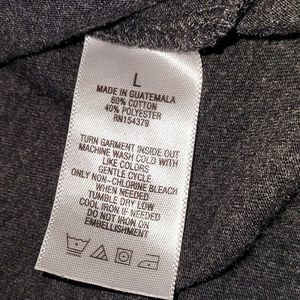 L
MADE IN GUATEMALA
60% COTTON
40% POLYESTER
RN154379
TURN GARMENT INSIDE OUT
MACHINE WASH COLD WITH
LIKE COLORS
GENTLE CYCLE
ONLY NON-CHLORINE BLEACH
WHEN NEEDED
TUMBLE DRY LOW
COOL IRON IF NEEDED
DO NOT IRON ON
EMBELLISHMENT